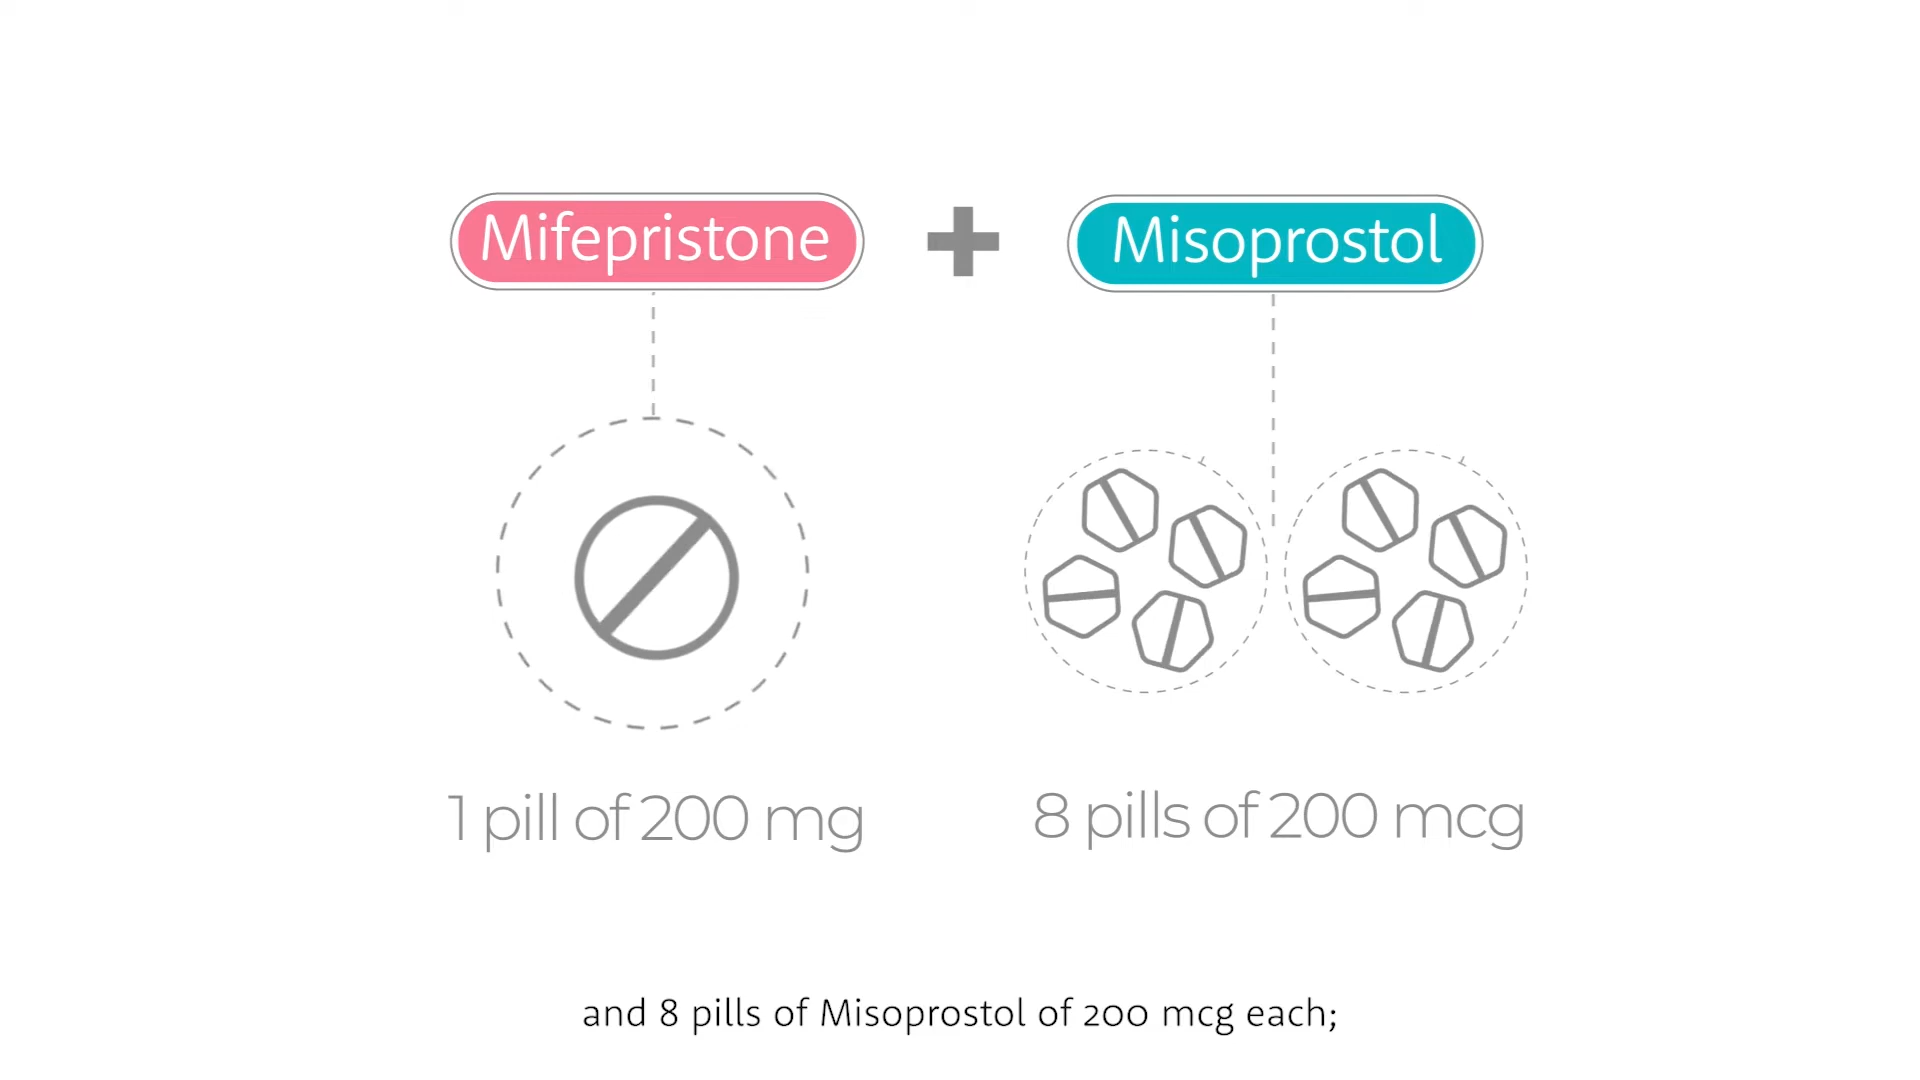 Mifepristone
Misoprostol
1 pill of 200 mg
8 pills of 200 mcg
and 8 pills of Misoprostol of 200 mcg each;